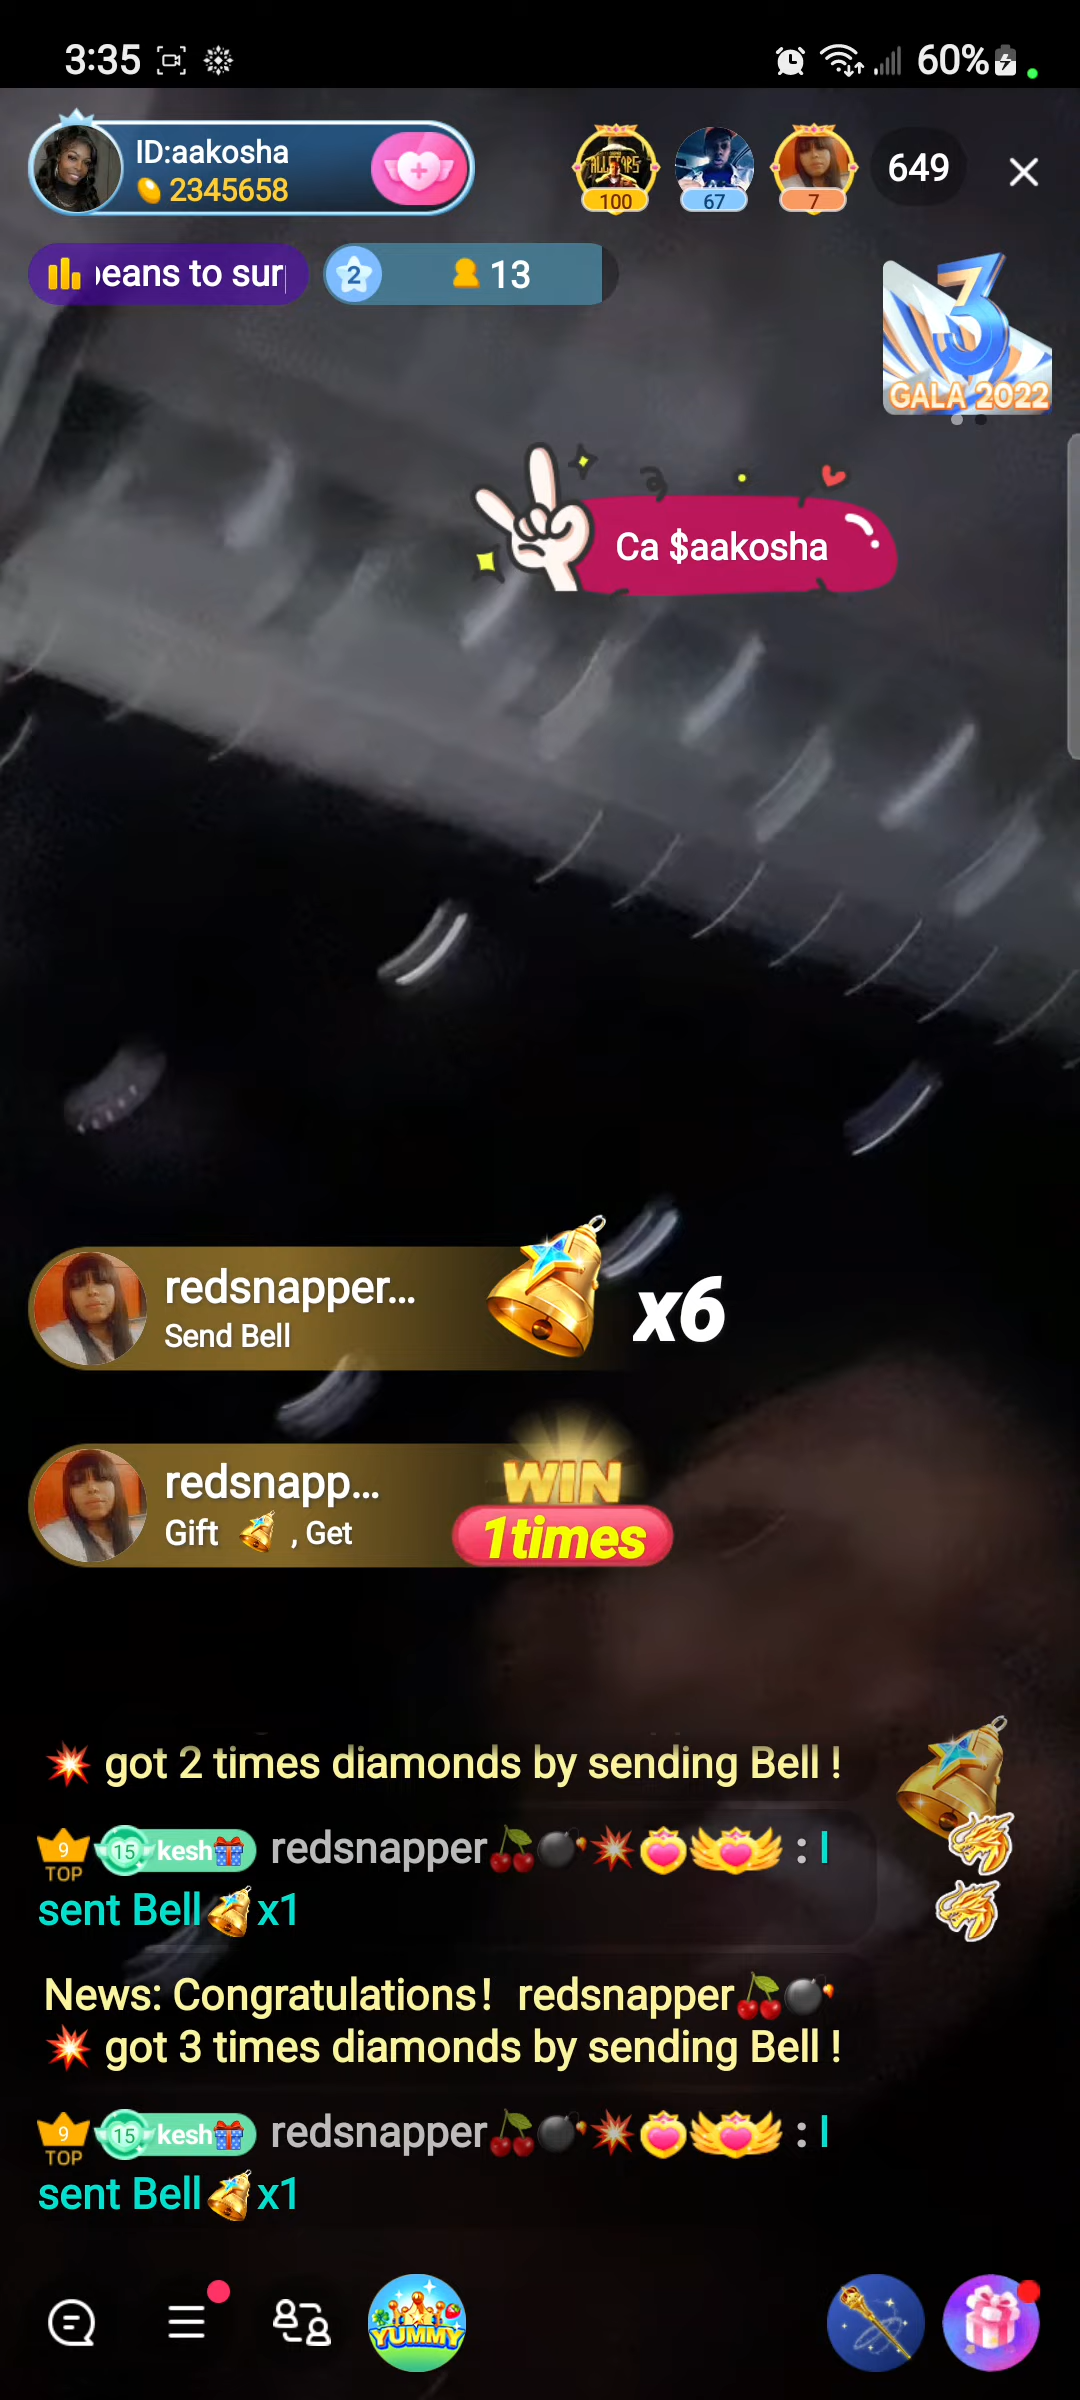 3:35
60%
ID:aakosha
2345658
100
67
7
649
beans to sur
2
13
3
GALA 2022
Ca $aakosha
redsnapper...
Send Bell
x6
redsnapp...
Gift , Get
WIN
1times
got 2 times diamonds by sending Bell !
9
TOP
15 kesh redsnapper : I
sent Bell x1
News: Congratulations! redsnapper
got 3 times diamonds by sending Bell !
9
TOP
15 kesh redsnapper : I
sent Bell x1
YUMMY